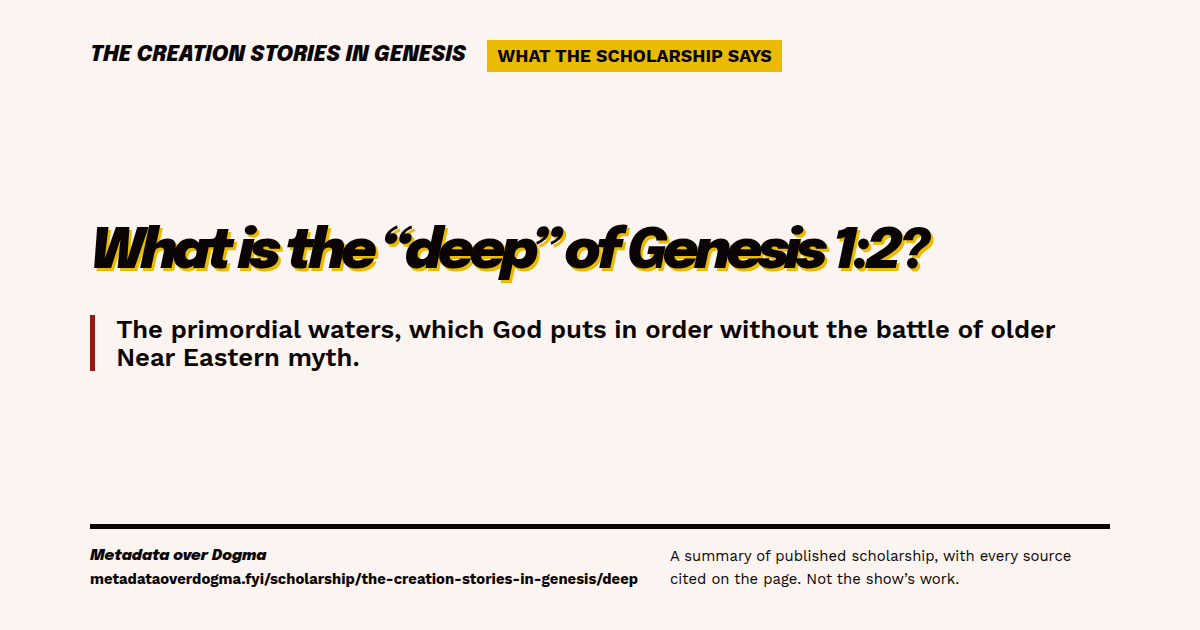 THE CREATION STORIES IN GENESIS
WHAT THE SCHOLARSHIP SAYS
What is the “deep” of Genesis 1:2?
The primordial waters, which God puts in order without the battle of older
Near Eastern myth.
Metadata over Dogma
metadataoverdogma.fyi/scholarship/the-creation-stories-in-genesis/deep
A summary of published scholarship, with every source
cited on the page. Not the show’s work.